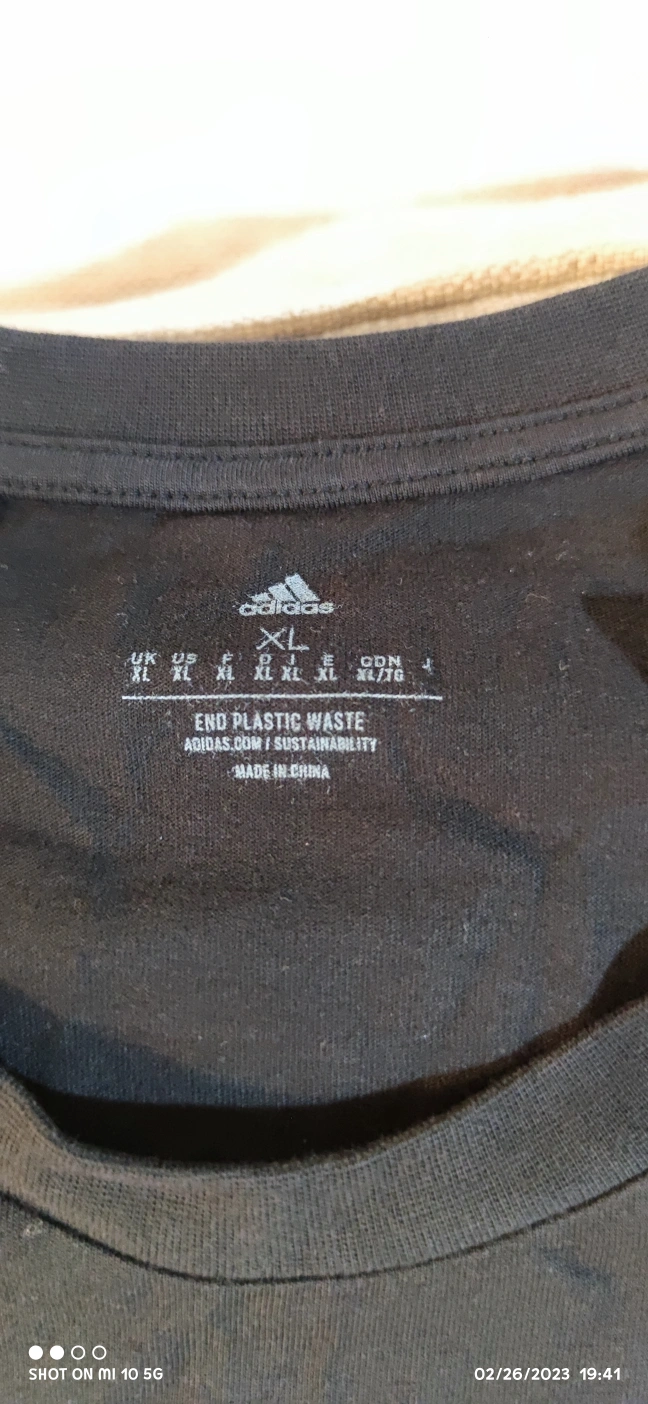 adidas
XL
UK US F D I E CDN J
XL XL XL XL XL XL XL/TG
END PLASTIC WASTE
ADIDAS.COM / SUSTAINABILITY
MADE IN CHINA
SHOT ON MI 10 5G
02/26/2023 19:41